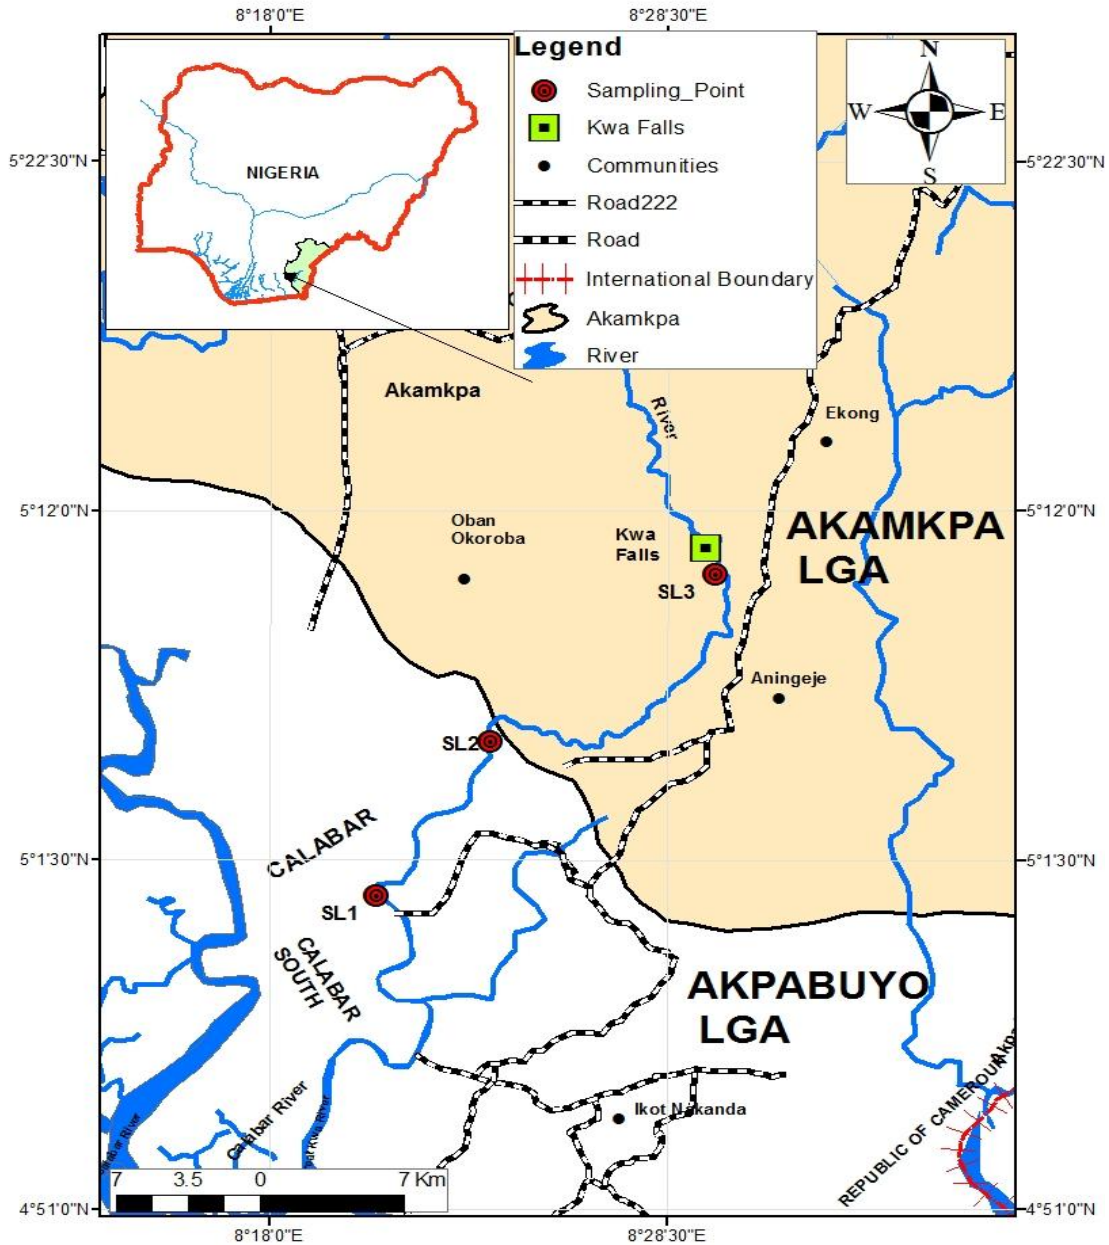 8°18'0"E
8°28'30"E
Legend
Sampling_Point
Kwa Falls
Communities
Road222
Road
International Boundary
Akamkpa
River
N
W
E
S
5°22'30"N
5°22'30"N
NIGERIA
Akamkpa
River
Ekong
5°12'0"N
5°12'0"N
Oban
Okoroba
Kwa
Falls
AKAMKPA
LGA
SL3
Aningeje
SL2
CALABAR
5°1'30"N
5°1'30"N
SL1
CALABAR
SOUTH
AKPABUYO
LGA
Ikot Nakanda
Calabar River
Kwa River
River
REPUBLIC OF CAMEROUN
7
3.5
0
7 Km
4°51'0"N
4°51'0"N
8°18'0"E
8°28'30"E